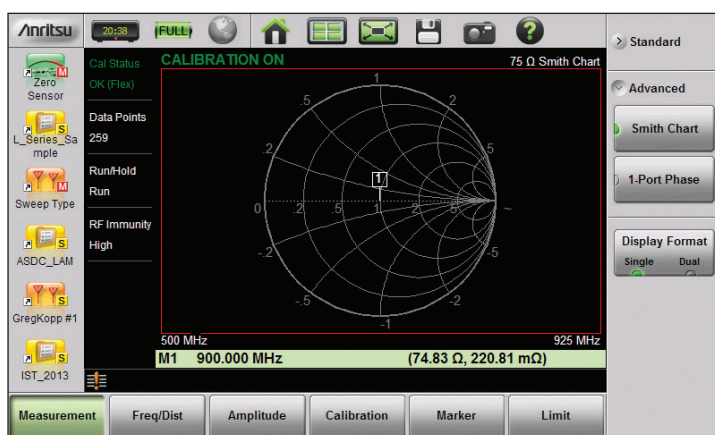 Anritsu
20:38
FULL
?
Standard
Advanced
Smith Chart
1-Port Phase
Display Format
Single Dual
M
Zero
Sensor
S
L_Series_Sa
mple
M
Sweep Type
S
ASDC_LAM
S
GregKopp #1
S
IST_2013
Cal Status
OK (Flex)
Data Points
259
Run/Hold
Run
RF Immunity
High
CALIBRATION ON
75 Ω Smith Chart
1
.5 2
.2 5
1
0 .2 .5 1 2 5 ~
-.2 -5
-.5 -2
-1
500 MHz 925 MHz
M1 900.000 MHz (74.83 Ω, 220.81 mΩ)
Measurement Freq/Dist Amplitude Calibration Marker Limit